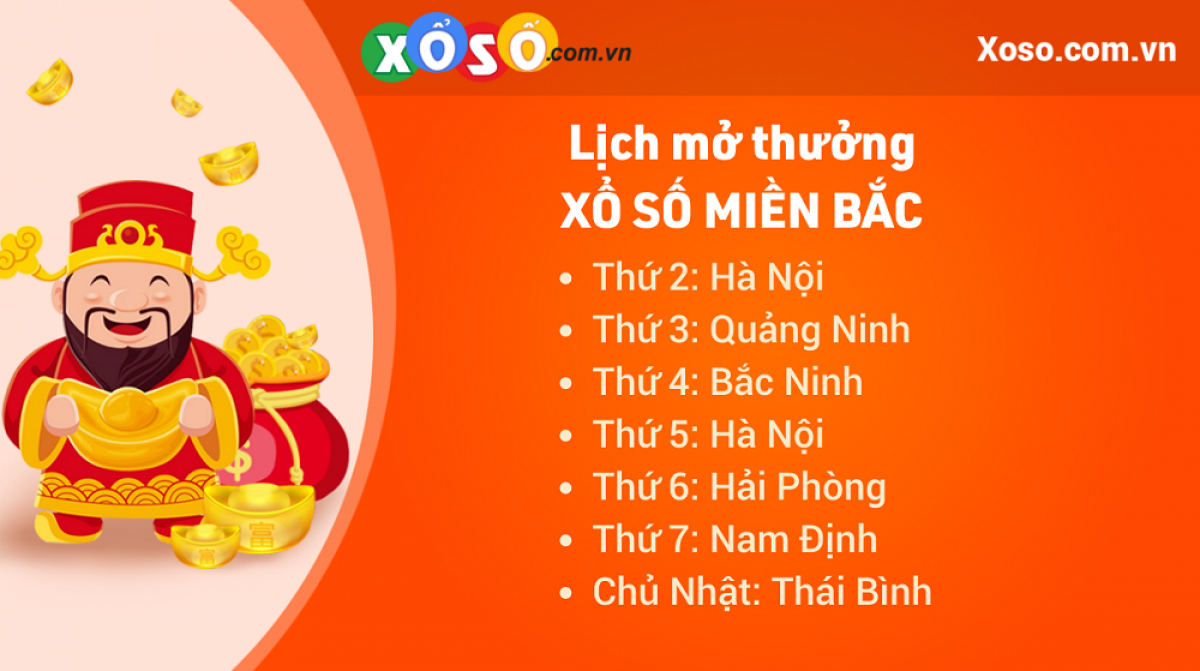 XỔSỐ.com.vn
Xoso.com.vn
Lịch mở thưởng
XỔ SỐ MIỀN BẮC
• Thứ 2: Hà Nội
• Thứ 3: Quảng Ninh
• Thứ 4: Bắc Ninh
• Thứ 5: Hà Nội
• Thứ 6: Hải Phòng
• Thứ 7: Nam Định
• Chủ Nhật: Thái Bình
$
富
富